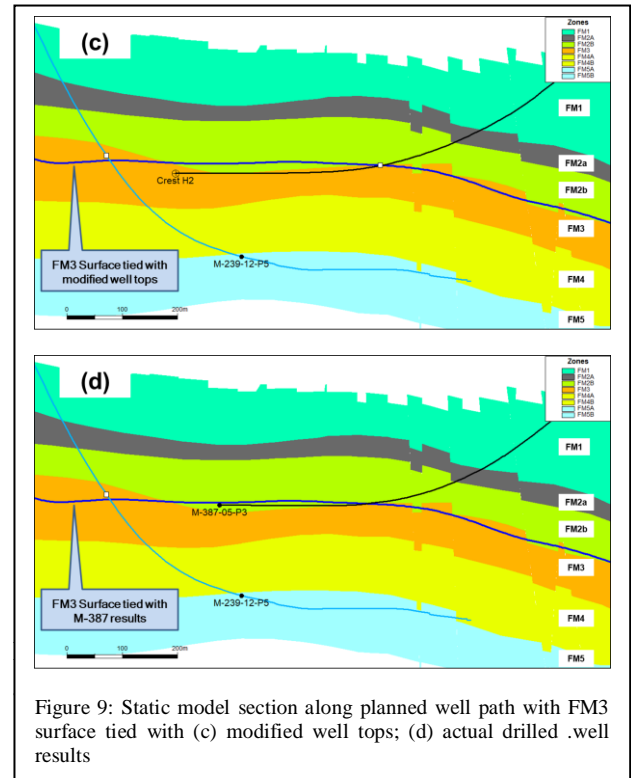 (c)
Zones
FM1
FM2A
FM2B
FM3
FM4A
FM4B
FM5A
FM5B
FM1
FM2a
Crest H2
FM2b
FM3 Surface tied with
modified well tops
FM3
M-239-12-P5
FM4
0 100 200m
FM5
(d)
Zones
FM1
FM2A
FM2B
FM3
FM4A
FM4B
FM5A
FM5B
FM1
FM2a
M-387-05-P3
FM2b
FM3 Surface tied with
M-387 results
FM3
M-239-12-P5
FM4
0 100 200m
FM5
Figure 9: Static model section along planned well path with FM3
surface tied with (c) modified well tops; (d) actual drilled .well
results